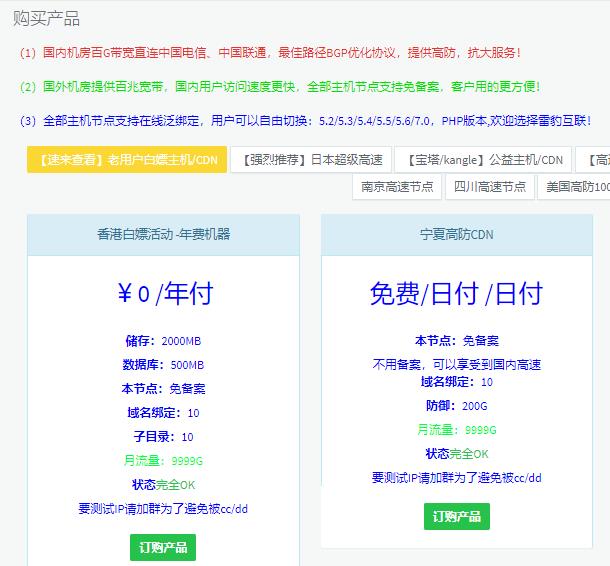 购买产品
(1) 国内机房百G带宽直连中国电信、中国联通，最佳路径BGP优化协议，提供高防，抗大服务！
(2) 国外机房提供百兆宽带，国内用户访问速度更快，全部主机节点支持免备案，客户用的更方便！
(3) 全部主机节点支持在线泛绑定，用户可以自由切换：5.2/5.3/5.4/5.5/5.6/7.0，PHP版本,欢迎选择雷豹互联！
【速来查看】老用户白嫖主机/CDN 【强烈推荐】日本超级高速 【宝塔/kangle】公益主机/CDN 【高
南京高速节点 四川高速节点 美国高防100
香港白嫖活动 -年费机器
￥0 /年付
储存：2000MB
数据库：500MB
本节点：免备案
域名绑定：10
子目录：10
月流量：9999G
状态完全OK
要测试IP请加群为了避免被cc/dd
订购产品
宁夏高防CDN
免费/日付 /日付
本节点：免备案
不用备案，可以享受到国内高速
域名绑定：10
防御：200G
月流量：9999G
状态完全OK
要测试IP请加群为了避免被cc/dd
订购产品